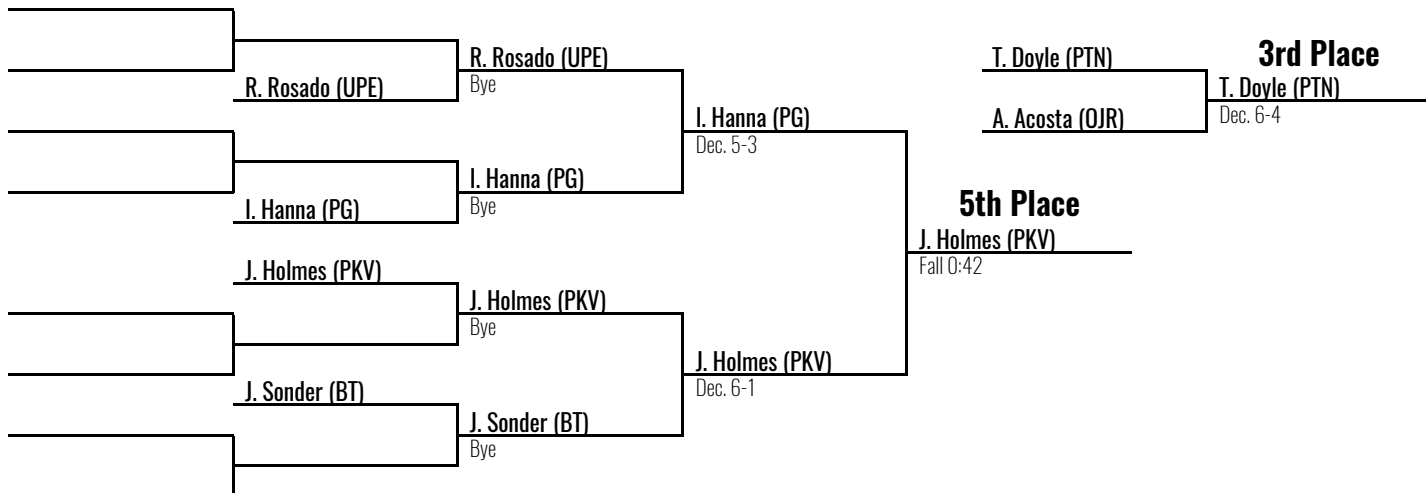 R. Rosado (UPE)
R. Rosado (UPE)
Bye
I. Hanna (PG)
I. Hanna (PG)
Bye
I. Hanna (PG)
Dec. 5-3
J. Holmes (PKV)
J. Holmes (PKV)
Bye
J. Sonder (BT)
J. Sonder (BT)
Bye
J. Holmes (PKV)
Dec. 6-1
5th Place
J. Holmes (PKV)
Fall 0:42
T. Doyle (PTN)
A. Acosta (OJR)
3rd Place
T. Doyle (PTN)
Dec. 6-4